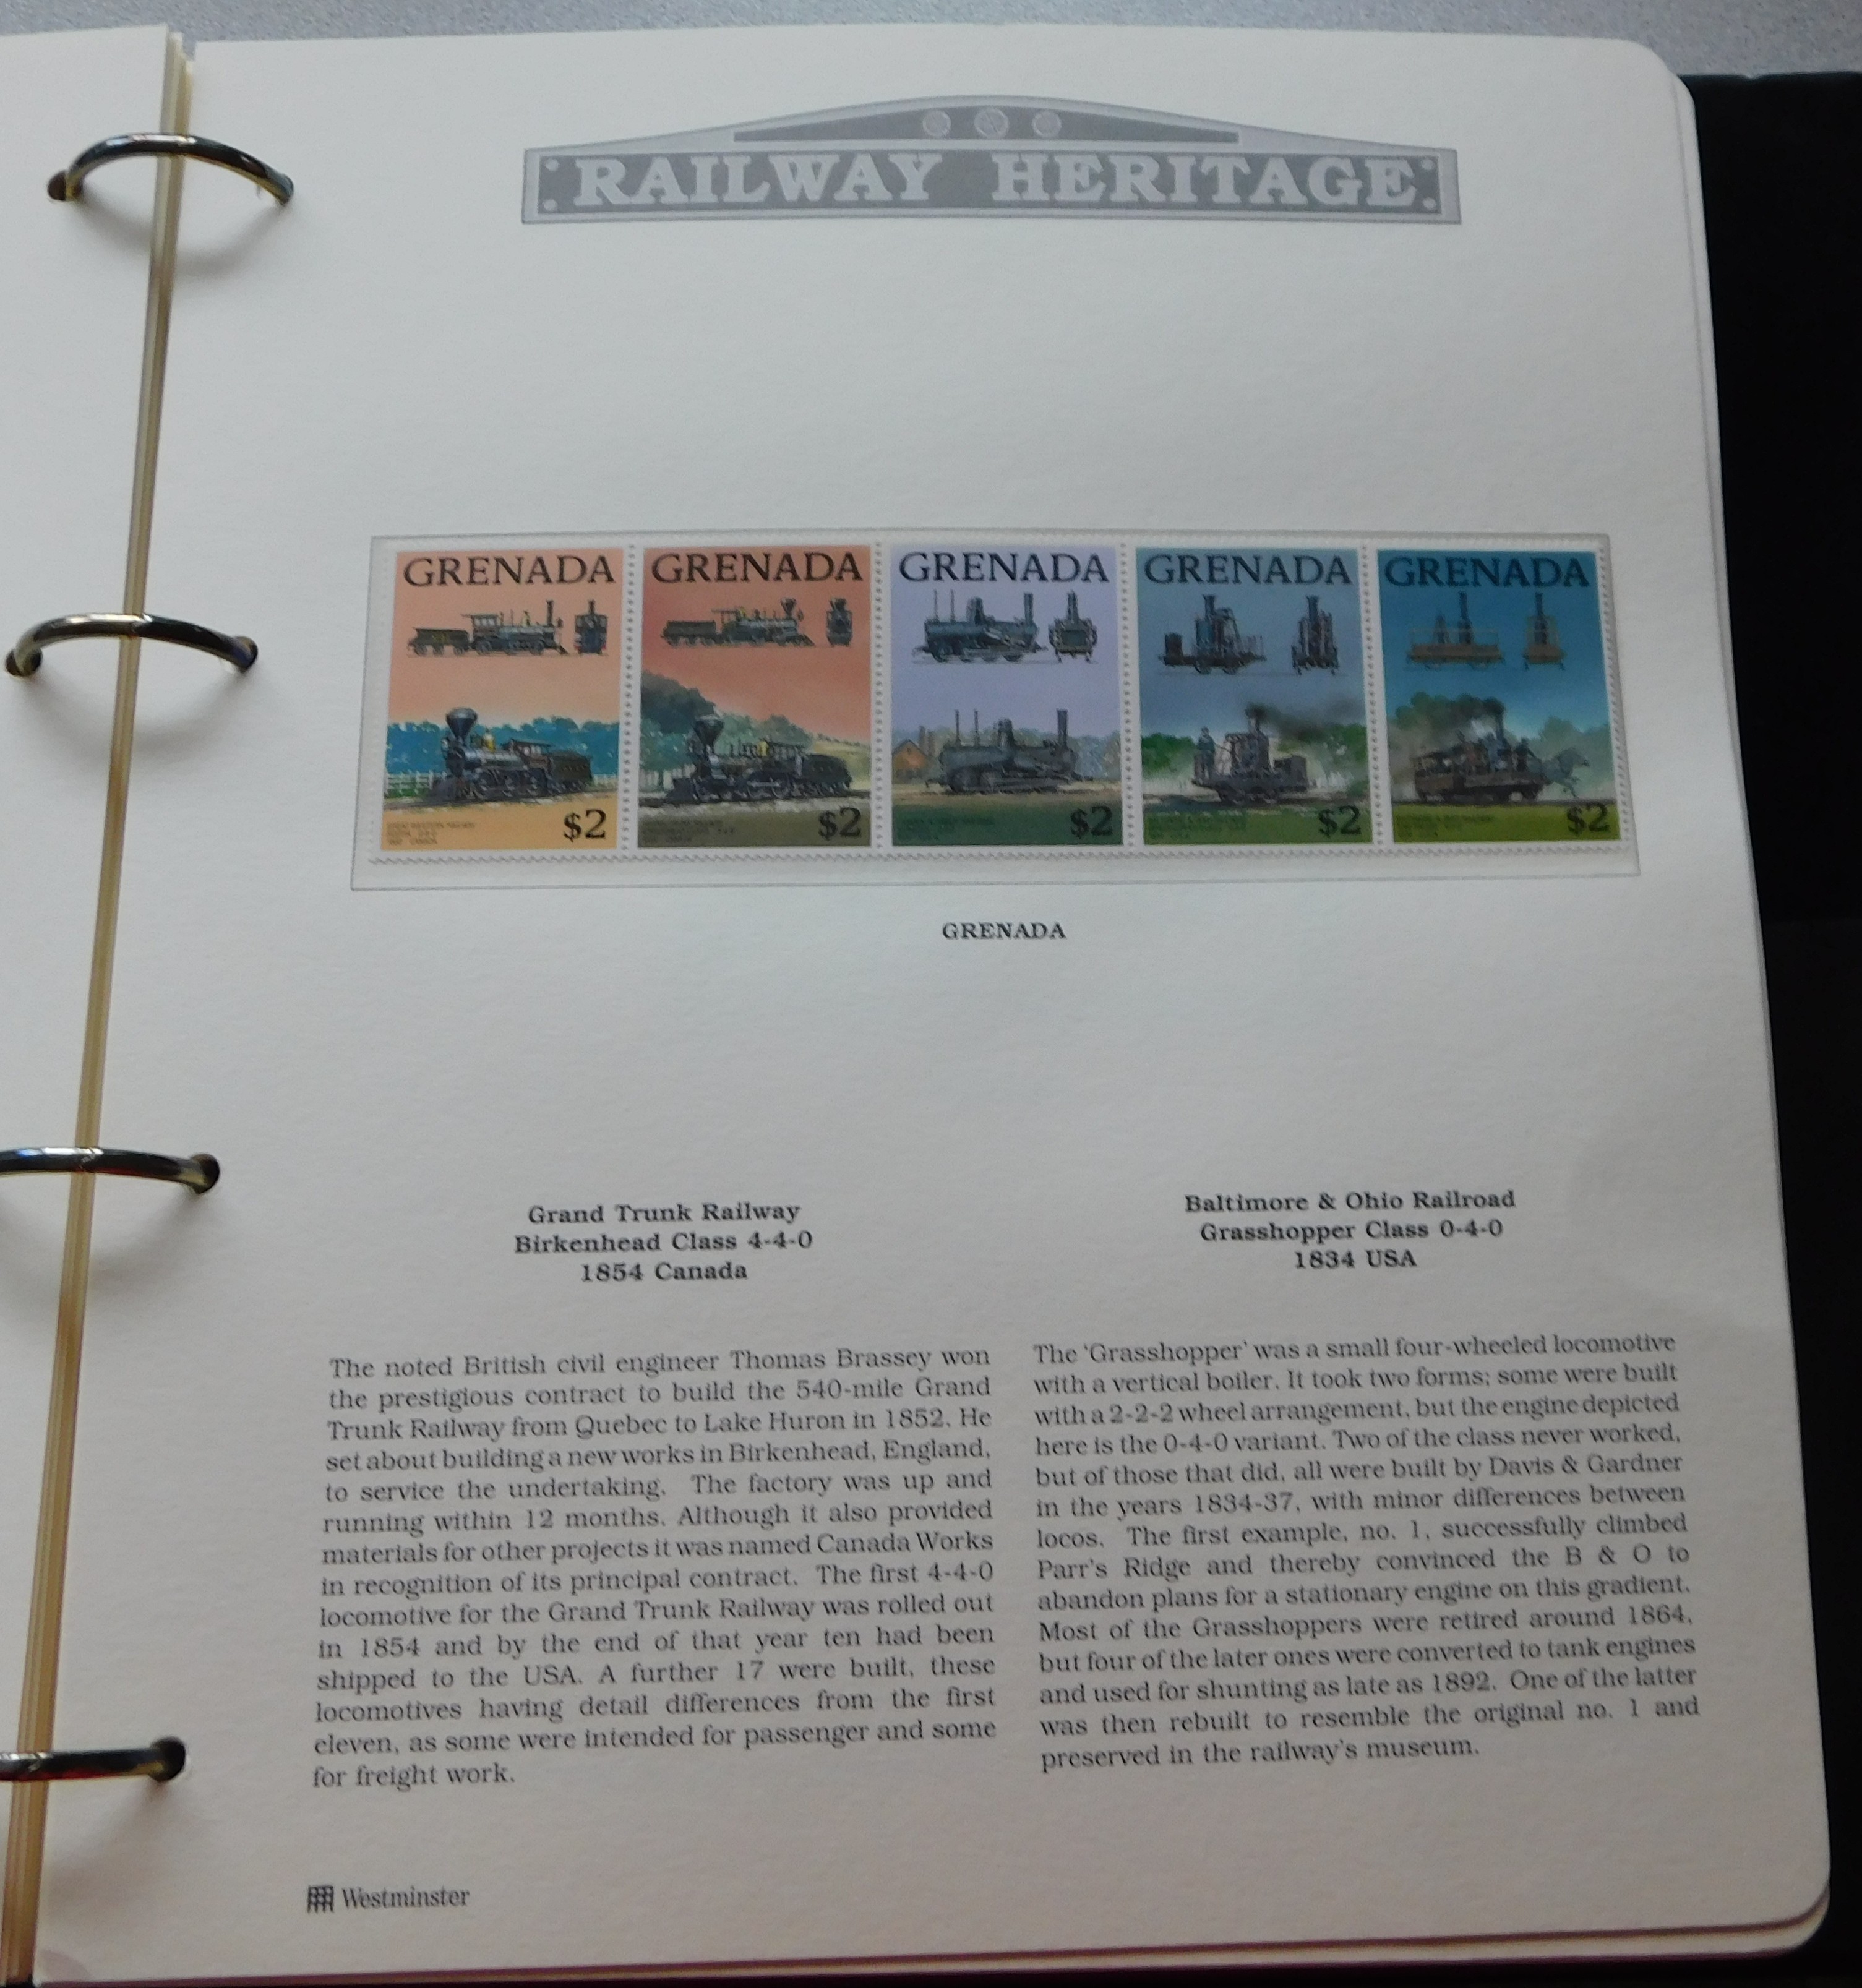 RAILWAY HERITAGE
GRENADA GRENADA GRENADA GRENADA GRENADA
$2 $2 $2 $2 $2
GRENADA
Grand Trunk Railway
Birkenhead Class 4-4-0
1854 Canada
The noted British civil engineer Thomas Brassey won
the prestigious contract to build the 540-mile Grand
Trunk Railway from Quebec to Lake Huron in 1852. He
set about building a new works in Birkenhead, England,
to service the undertaking. The factory was up and
running within 12 months. Although it also provided
materials for other projects it was named Canada Works
in recognition of its principal contract. The first 4-4-0
locomotive for the Grand Trunk Railway was rolled out
in 1854 and by the end of that year ten had been
shipped to the USA. A further 17 were built, these
locomotives having detail differences from the first
eleven, as some were intended for passenger and some
for freight work.
Baltimore & Ohio Railroad
Grasshopper Class 0-4-0
1834 USA
The ‘Grasshopper’ was a small four-wheeled locomotive
with a vertical boiler. It took two forms; some were built
with a 2-2-2 wheel arrangement, but the engine depicted
here is the 0-4-0 variant. Two of the class never worked,
but of those that did, all were built by Davis & Gardner
in the years 1834-37, with minor differences between
locos. The first example, no. 1, successfully climbed
Parr's Ridge and thereby convinced the B & O to
abandon plans for a stationary engine on this gradient.
Most of the Grasshoppers were retired around 1864,
but four of the later ones were converted to tank engines
and used for shunting as late as 1892. One of the latter
was then rebuilt to resemble the original no. 1 and
preserved in the railway's museum.
Westminster